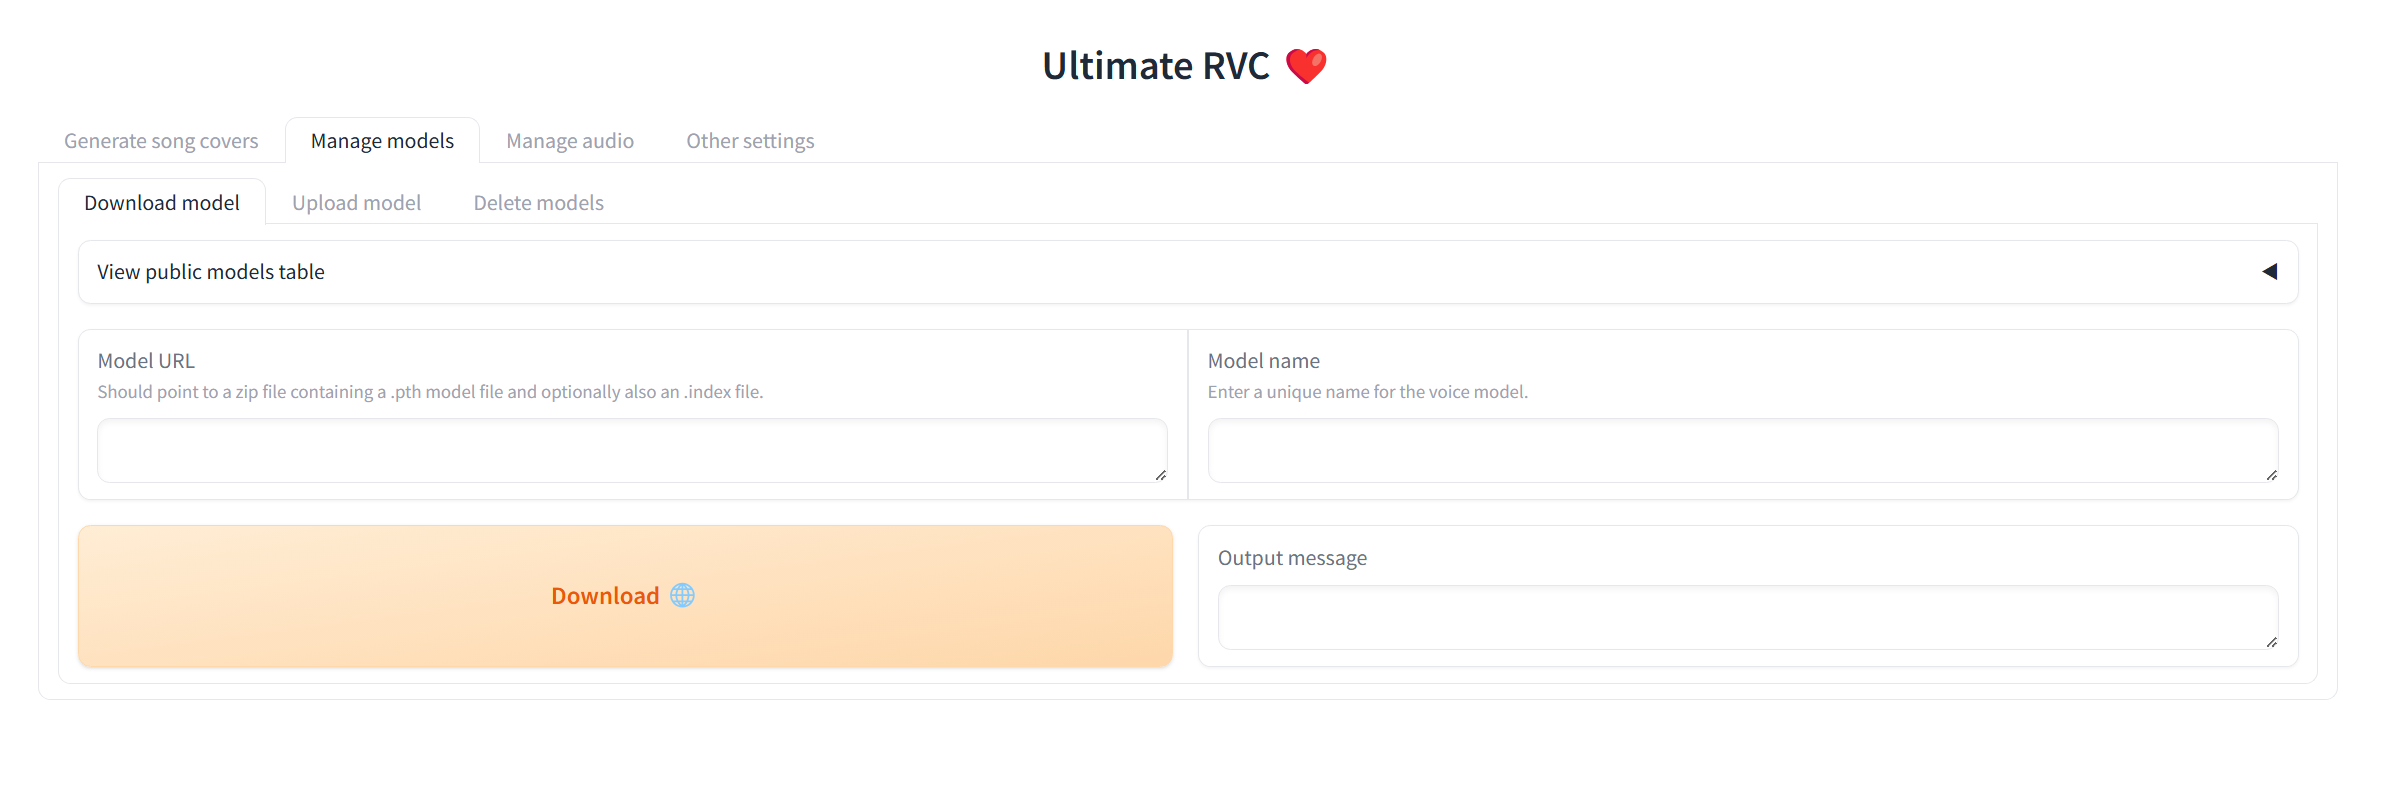 Ultimate RVC ❤️
Generate song covers Manage models Manage audio Other settings
Download model Upload model Delete models
View public models table
Model URL
Should point to a zip file containing a .pth model file and optionally also an .index file.
Model name
Enter a unique name for the voice model.
Download 🌐
Output message